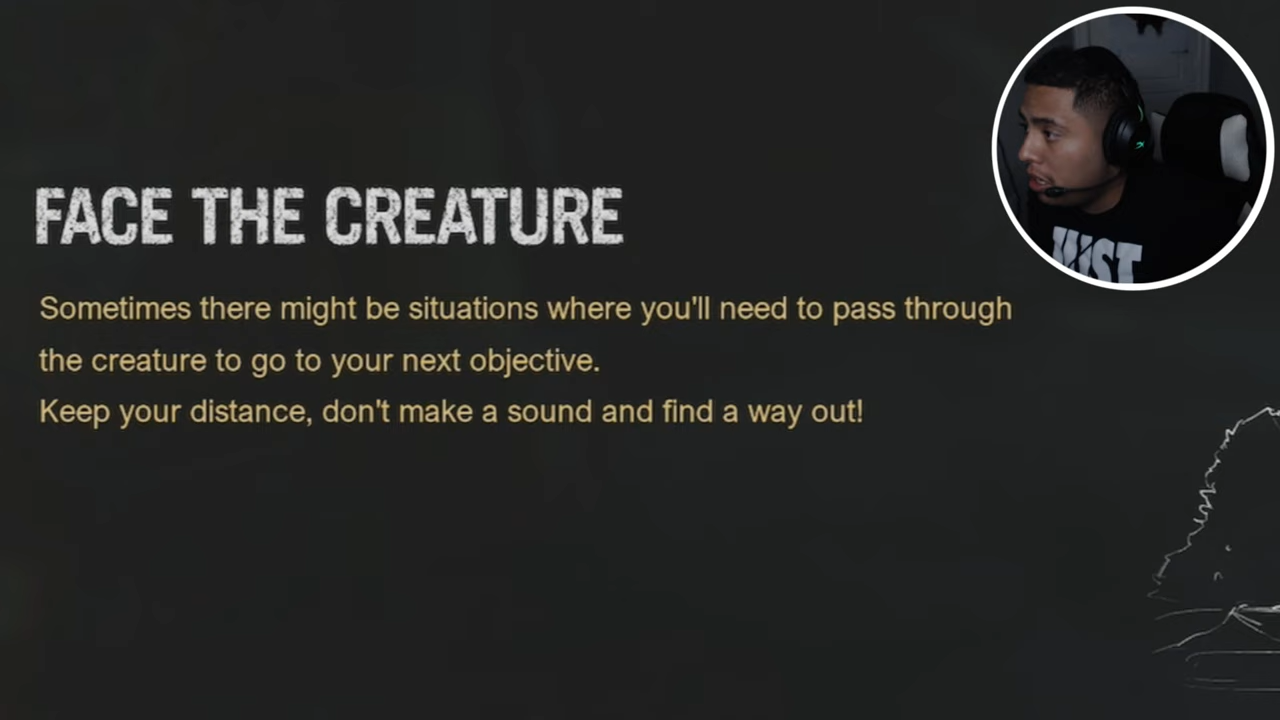 FACE THE CREATURE
Sometimes there might be situations where you'll need to pass through
the creature to go to your next objective.
Keep your distance, don't make a sound and find a way out!
JUST